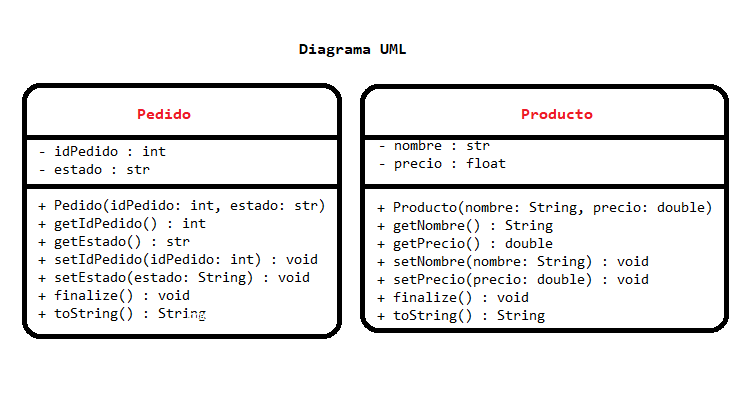 Diagrama UML
Pedido
- idPedido : int
- estado : str
+ Pedido(idPedido: int, estado: str)
+ getIdPedido() : int
+ getEstado() : str
+ setIdPedido(idPedido: int) : void
+ setEstado(estado: String) : void
+ finalize() : void
+ toString() : String
Producto
- nombre : str
- precio : float
+ Producto(nombre: String, precio: double)
+ getNombre() : String
+ getPrecio() : double
+ setNombre(nombre: String) : void
+ setPrecio(precio: double) : void
+ finalize() : void
+ toString() : String